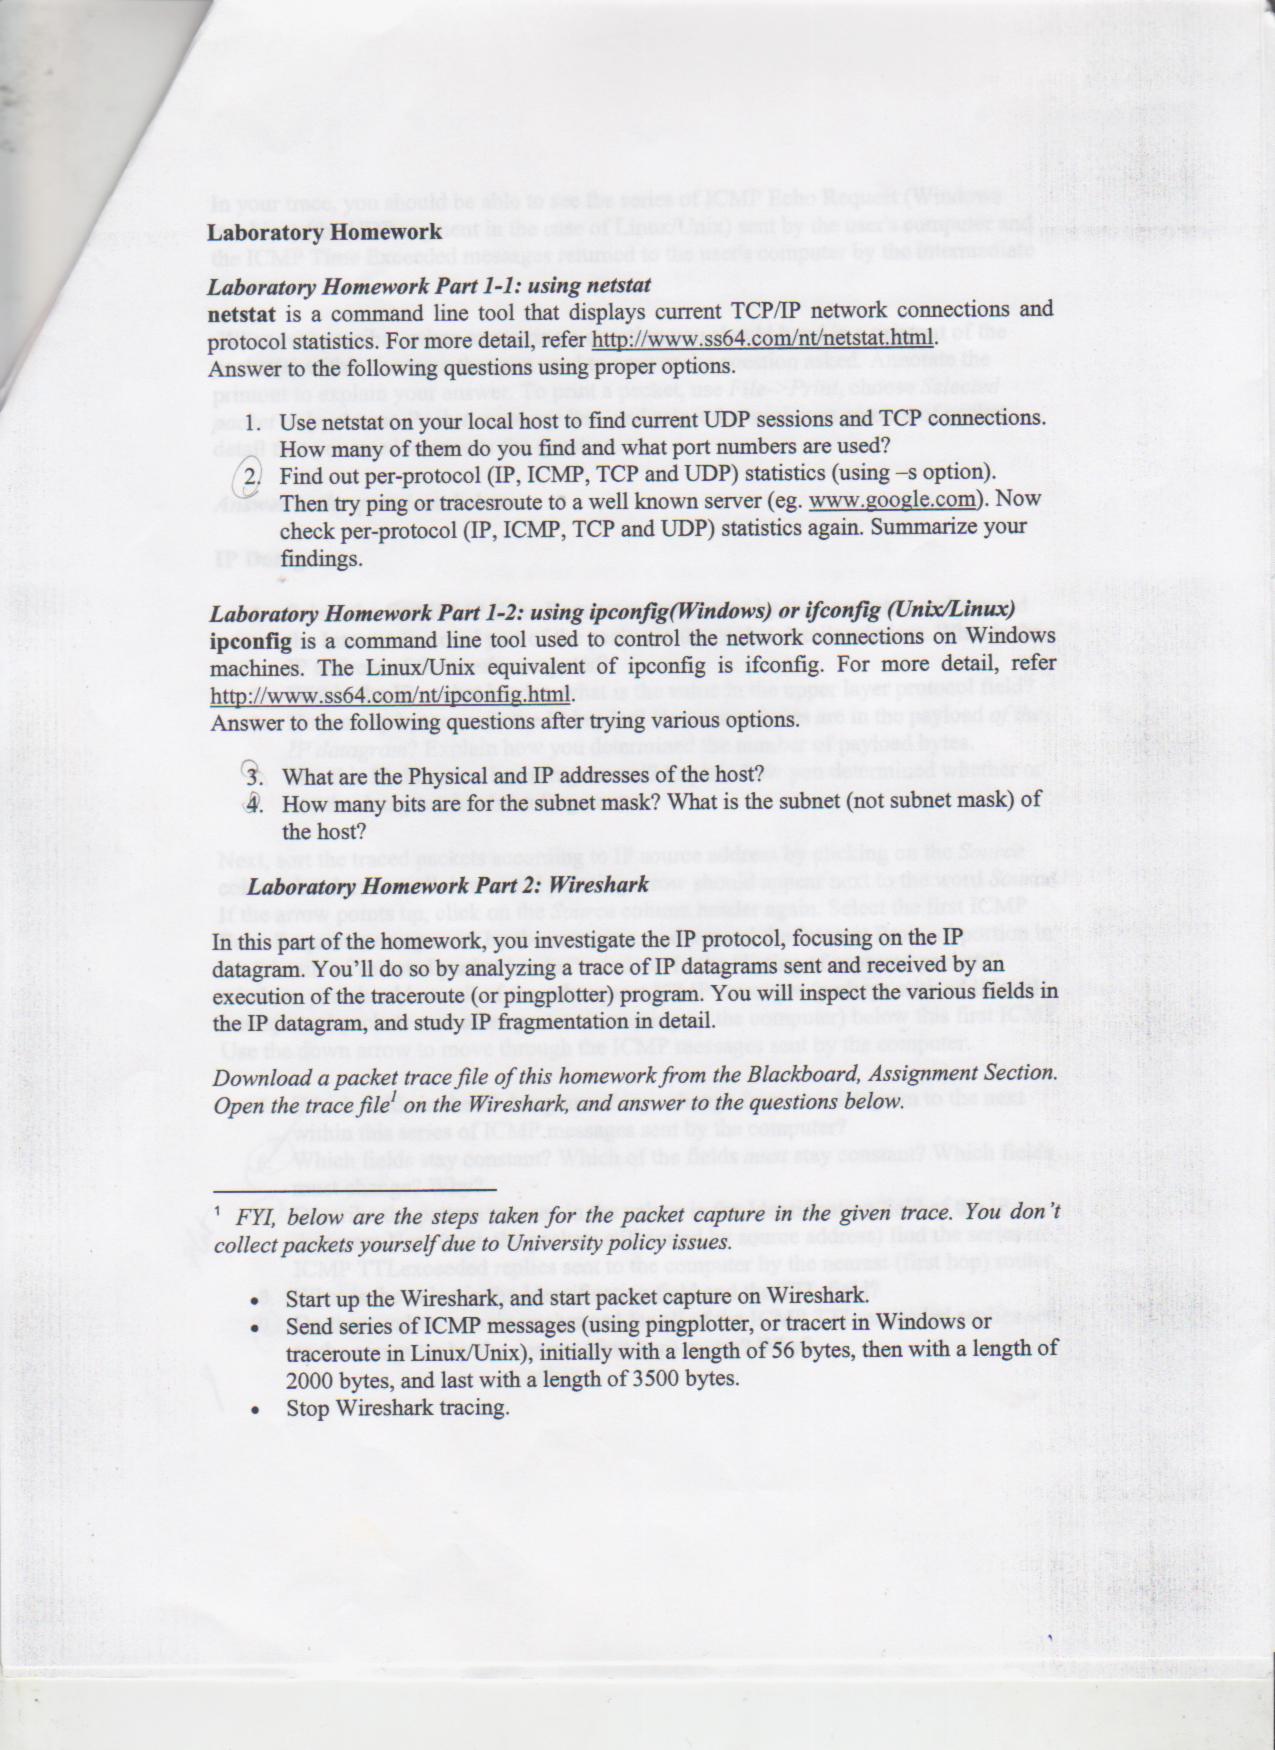 Laboratory Homework
Laboratory Homework Part 1-1: using netstat
netstat is a command line tool that displays current TCP/IP network connections and
protocol statistics. For more detail, refer http://www.ss64.com/nt/netstat.html.
Answer to the following questions using proper options.
1. Use netstat on your local host to find current UDP sessions and TCP connections.
How many of them do you find and what port numbers are used?
2. Find out per-protocol (IP, ICMP, TCP and UDP) statistics (using –s option).
Then try ping or traceroute to a well known server (eg. www.google.com). Now
check per-protocol (IP, ICMP, TCP and UDP) statistics again. Summarize your
findings.
Laboratory Homework Part 1-2: using ipconfig(Windows) or ifconfig (Unix/Linux)
ipconfig is a command line tool used to control the network connections on Windows
machines. The Linux/Unix equivalent of ipconfig is ifconfig. For more detail, refer
http://www.ss64.com/nt/ipconfig.html.
Answer to the following questions after trying various options.
3. What are the Physical and IP addresses of the host?
4. How many bits are for the subnet mask? What is the subnet (not subnet mask) of
the host?
Laboratory Homework Part 2: Wireshark
In this part of the homework, you investigate the IP protocol, focusing on the IP
datagram. You'll do so by analyzing a trace of IP datagrams sent and received by an
execution of the traceroute (or pingplotter) program. You will inspect the various fields in
the IP datagram, and study IP fragmentation in detail.
Download a packet trace file of this homework from the Blackboard, Assignment Section.
Open the trace file1 on the Wireshark, and answer to the questions below.
1 FYI, below are the steps taken for the packet capture in the given trace. You don't
collect packets yourself due to University policy issues.
• Start up the Wireshark, and start packet capture on Wireshark.
• Send series of ICMP messages (using pingplotter, or tracert in Windows or
traceroute in Linux/Unix), initially with a length of 56 bytes, then with a length of
2000 bytes, and last with a length of 3500 bytes.
• Stop Wireshark tracing.